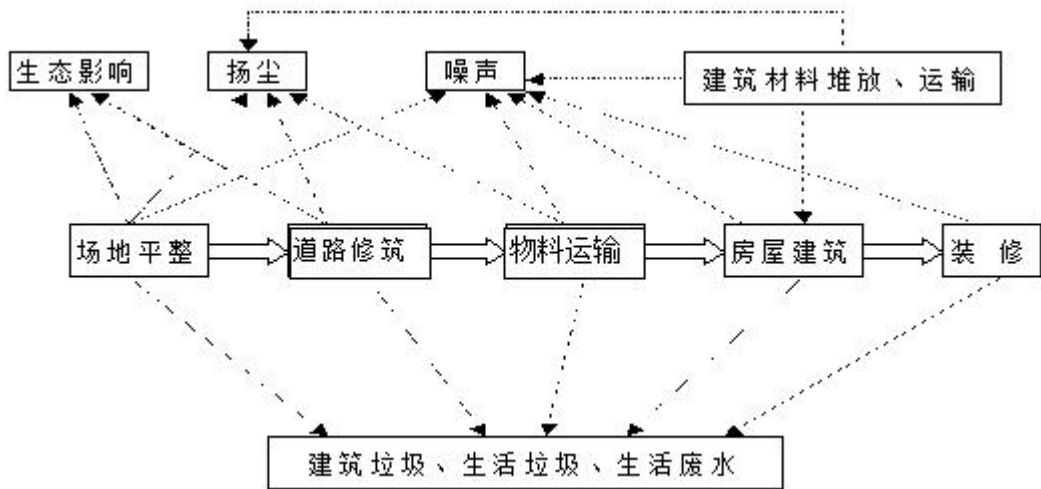 生态影响
扬尘
噪声
建筑材料堆放、运输
场地平整
道路修筑
物料运输
房屋建筑
装 修
建筑垃圾、生活垃圾、生活废水